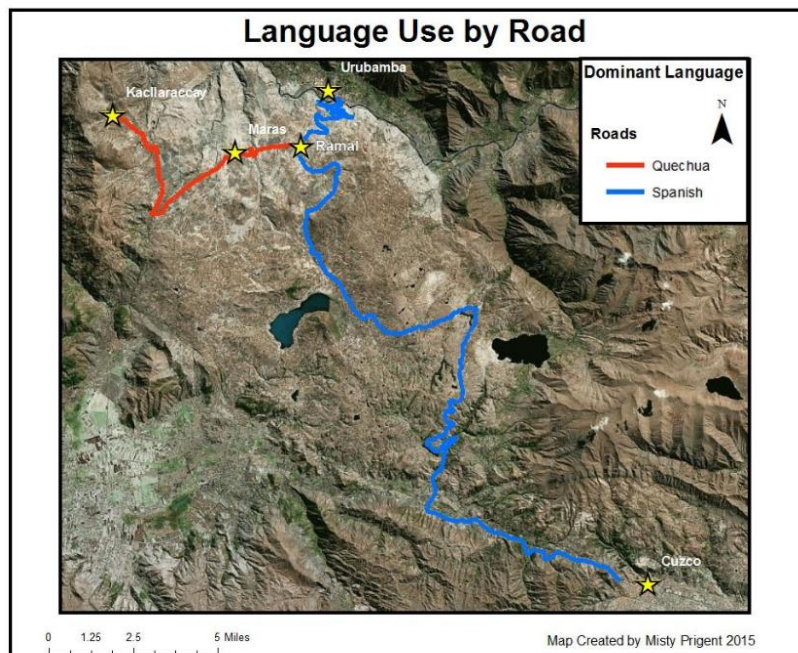 Language Use by Road
Urubamba
Kacllaraccay
Maras
Ramal
Cuzco
Dominant Language
N
Roads
Quechua
Spanish
0 1.25 2.5 5 Miles
Map Created by Misty Prigent 2015